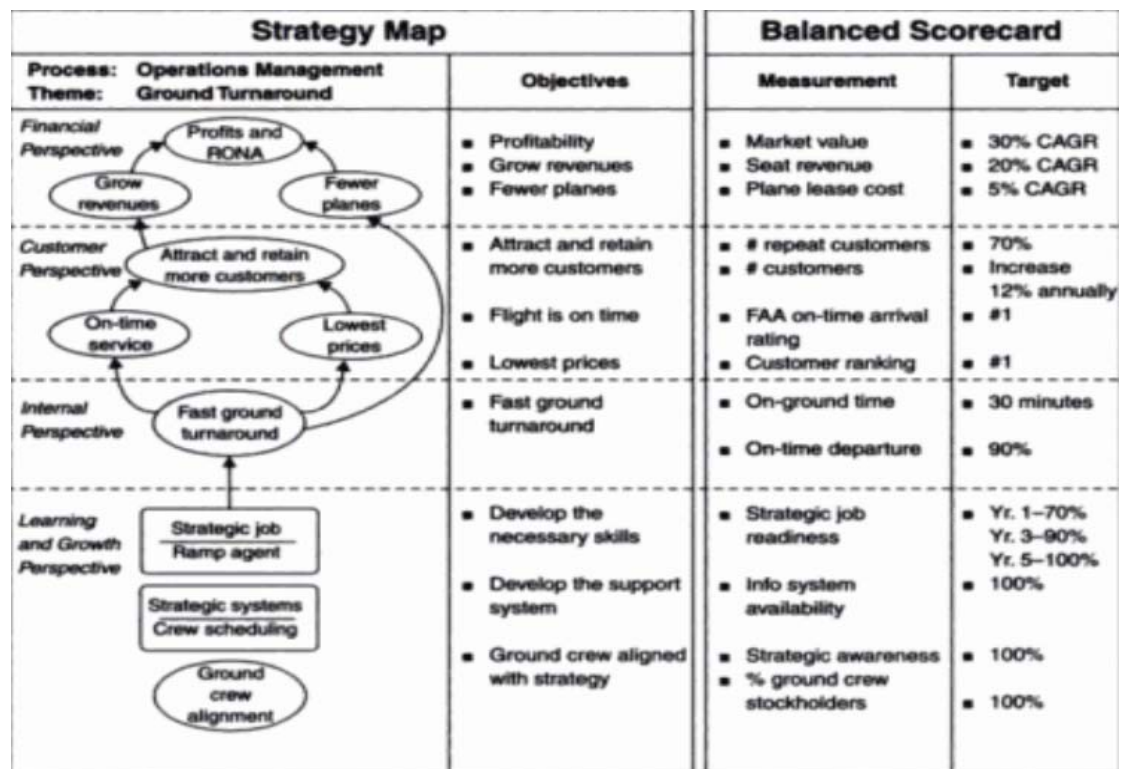 Strategy Map
Balanced Scorecard
Process: Operations Management
Theme: Ground Turnaround
Objectives
Measurement
Target
Financial
Perspective
Profits and
RONA
Grow
revenues
Fewer
planes
▪ Profitability
▪ Grow revenues
▪ Fewer planes
▪ Market value
▪ Seat revenue
▪ Plane lease cost
▪ 30% CAGR
▪ 20% CAGR
▪ 5% CAGR
Customer
Perspective
Attract and retain
more customers
On-time
service
Lowest
prices
▪ Attract and retain
more customers
▪ Flight is on time
▪ Lowest prices
▪ # repeat customers
▪ # customers
▪ FAA on-time arrival
rating
▪ Customer ranking
▪ 70%
▪ Increase
12% annually
▪ #1
▪ #1
Internal
Perspective
Fast ground
turnaround
▪ Fast ground
turnaround
▪ On-ground time
▪ On-time departure
▪ 30 minutes
▪ 90%
Learning
and Growth
Perspective
Strategic job
Ramp agent
Strategic systems
Crew scheduling
Ground
crew
alignment
▪ Develop the
necessary skills
▪ Develop the support
system
▪ Ground crew aligned
with strategy
▪ Strategic job
readiness
▪ Info system
availability
▪ Strategic awareness
▪ % ground crew
stockholders
▪ Yr. 1–70%
Yr. 3–90%
Yr. 5–100%
▪ 100%
▪ 100%
▪ 100%